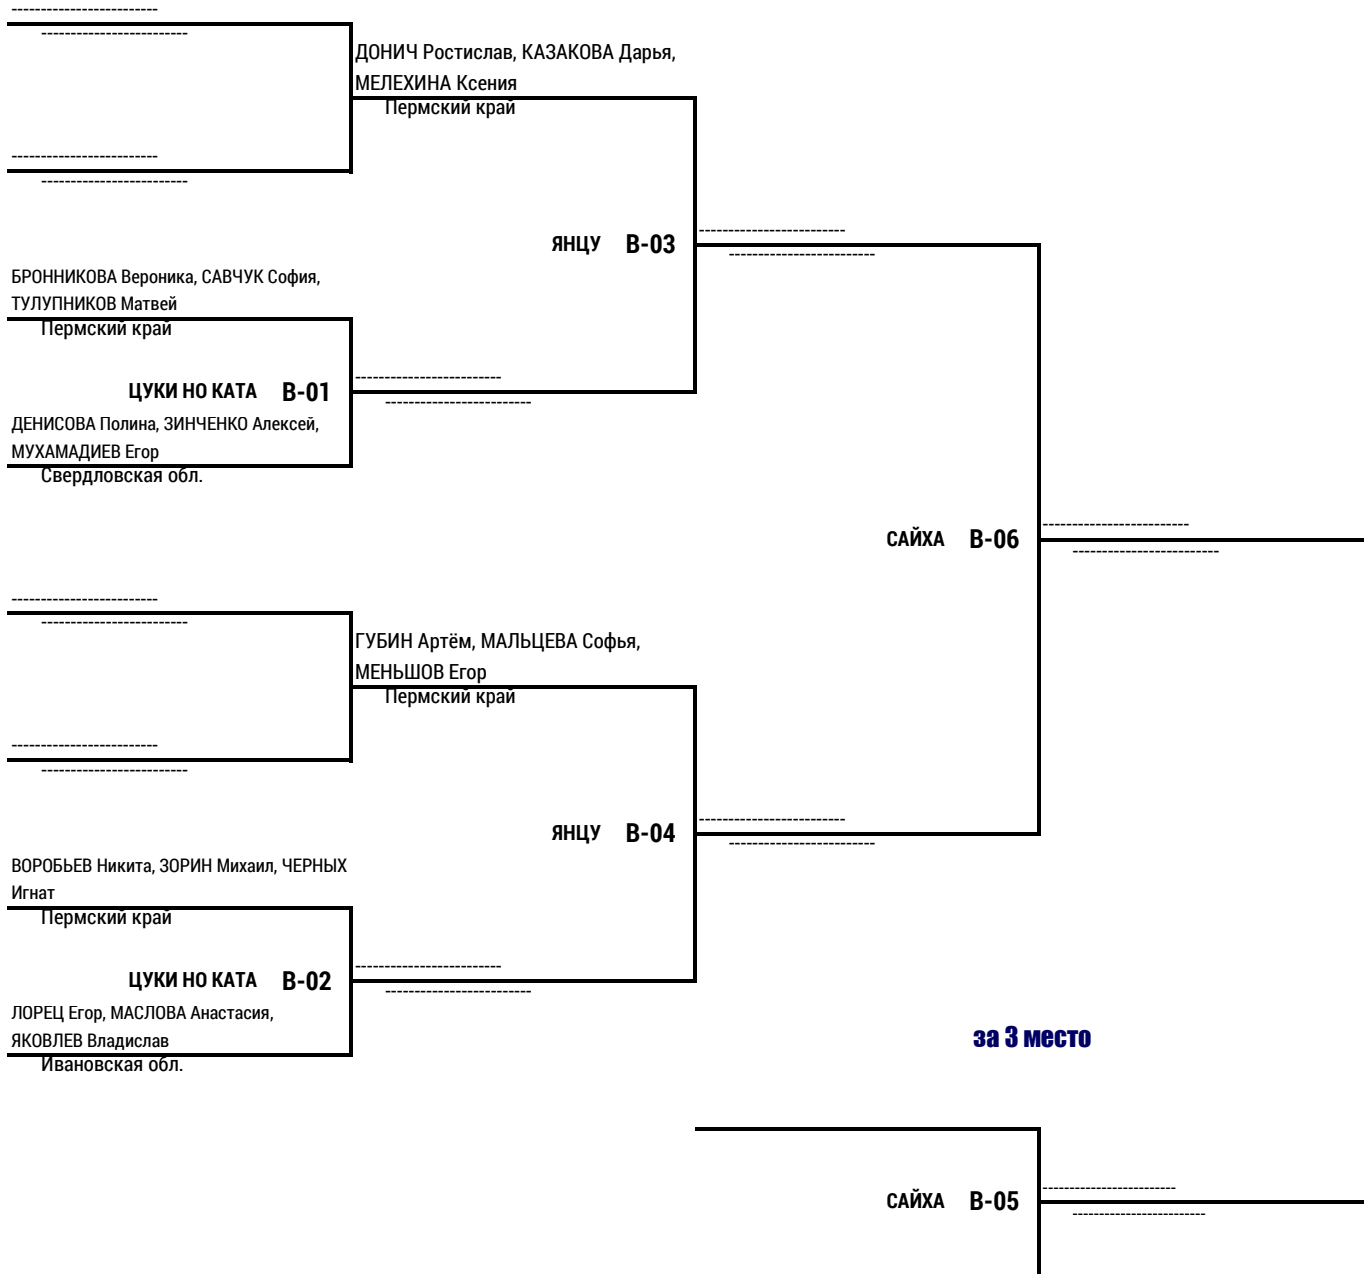 ДОНИЧ Ростислав, КАЗАКОВА Дарья,
МЕЛЕХИНА Ксения
Пермский край
ЯНЦУ B-03
БРОННИКОВА Вероника, САВЧУК София,
ТУЛУПНИКОВ Матвей
Пермский край
ЦУКИ НО КАТА B-01
ДЕНИСОВА Полина, ЗИНЧЕНКО Алексей,
МУХАМАДИЕВ Егор
Свердловская обл.
САЙХА B-06
ГУБИН Артём, МАЛЬЦЕВА Софья,
МЕНЬШОВ Егор
Пермский край
ЯНЦУ B-04
ВОРОБЬЕВ Никита, ЗОРИН Михаил, ЧЕРНЫХ
Игнат
Пермский край
ЦУКИ НО КАТА B-02
ЛОРЕЦ Егор, МАСЛОВА Анастасия,
ЯКОВЛЕВ Владислав
Ивановская обл.
за 3 место
САЙХА B-05